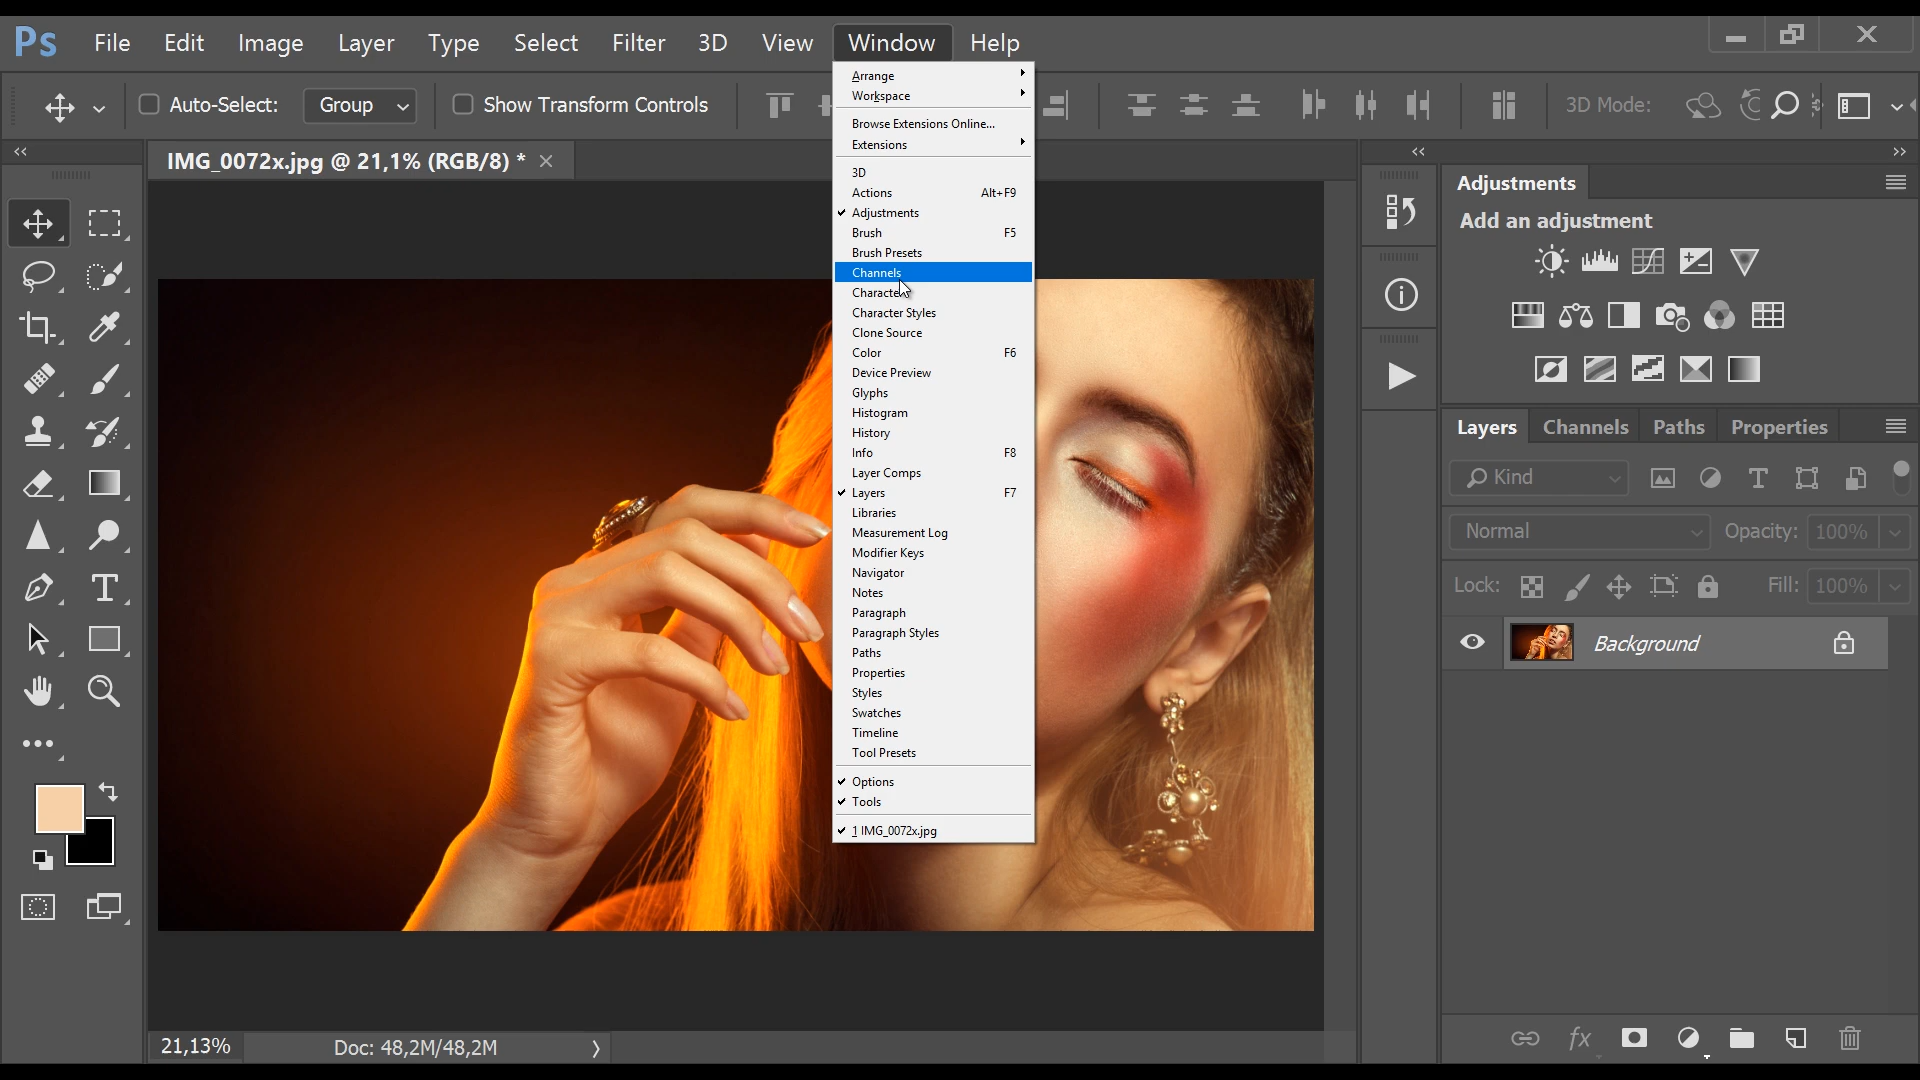 Ps File Edit Image Layer Type Select Filter 3D View Window Help
Auto-Select: Group Show Transform Controls 3D Mode:
IMG_0072x.jpg @ 21,1% (RGB/8) *
Arrange
Workspace
Browse Extensions Online...
Extensions
3D
Actions Alt+F9
Adjustments
Brush F5
Brush Presets
Channels
Character
Character Styles
Clone Source
Color F6
Device Preview
Glyphs
Histogram
History
Info F8
Layer Comps
Layers F7
Libraries
Measurement Log
Modifier Keys
Navigator
Notes
Paragraph
Paragraph Styles
Paths
Properties
Styles
Swatches
Timeline
Tool Presets
Options
Tools
1 IMG_0072x.jpg
Adjustments
Add an adjustment
Layers Channels Paths Properties
Kind
Normal Opacity: 100%
Lock: Fill: 100%
Background
fx
21,13% Doc: 48,2M/48,2M